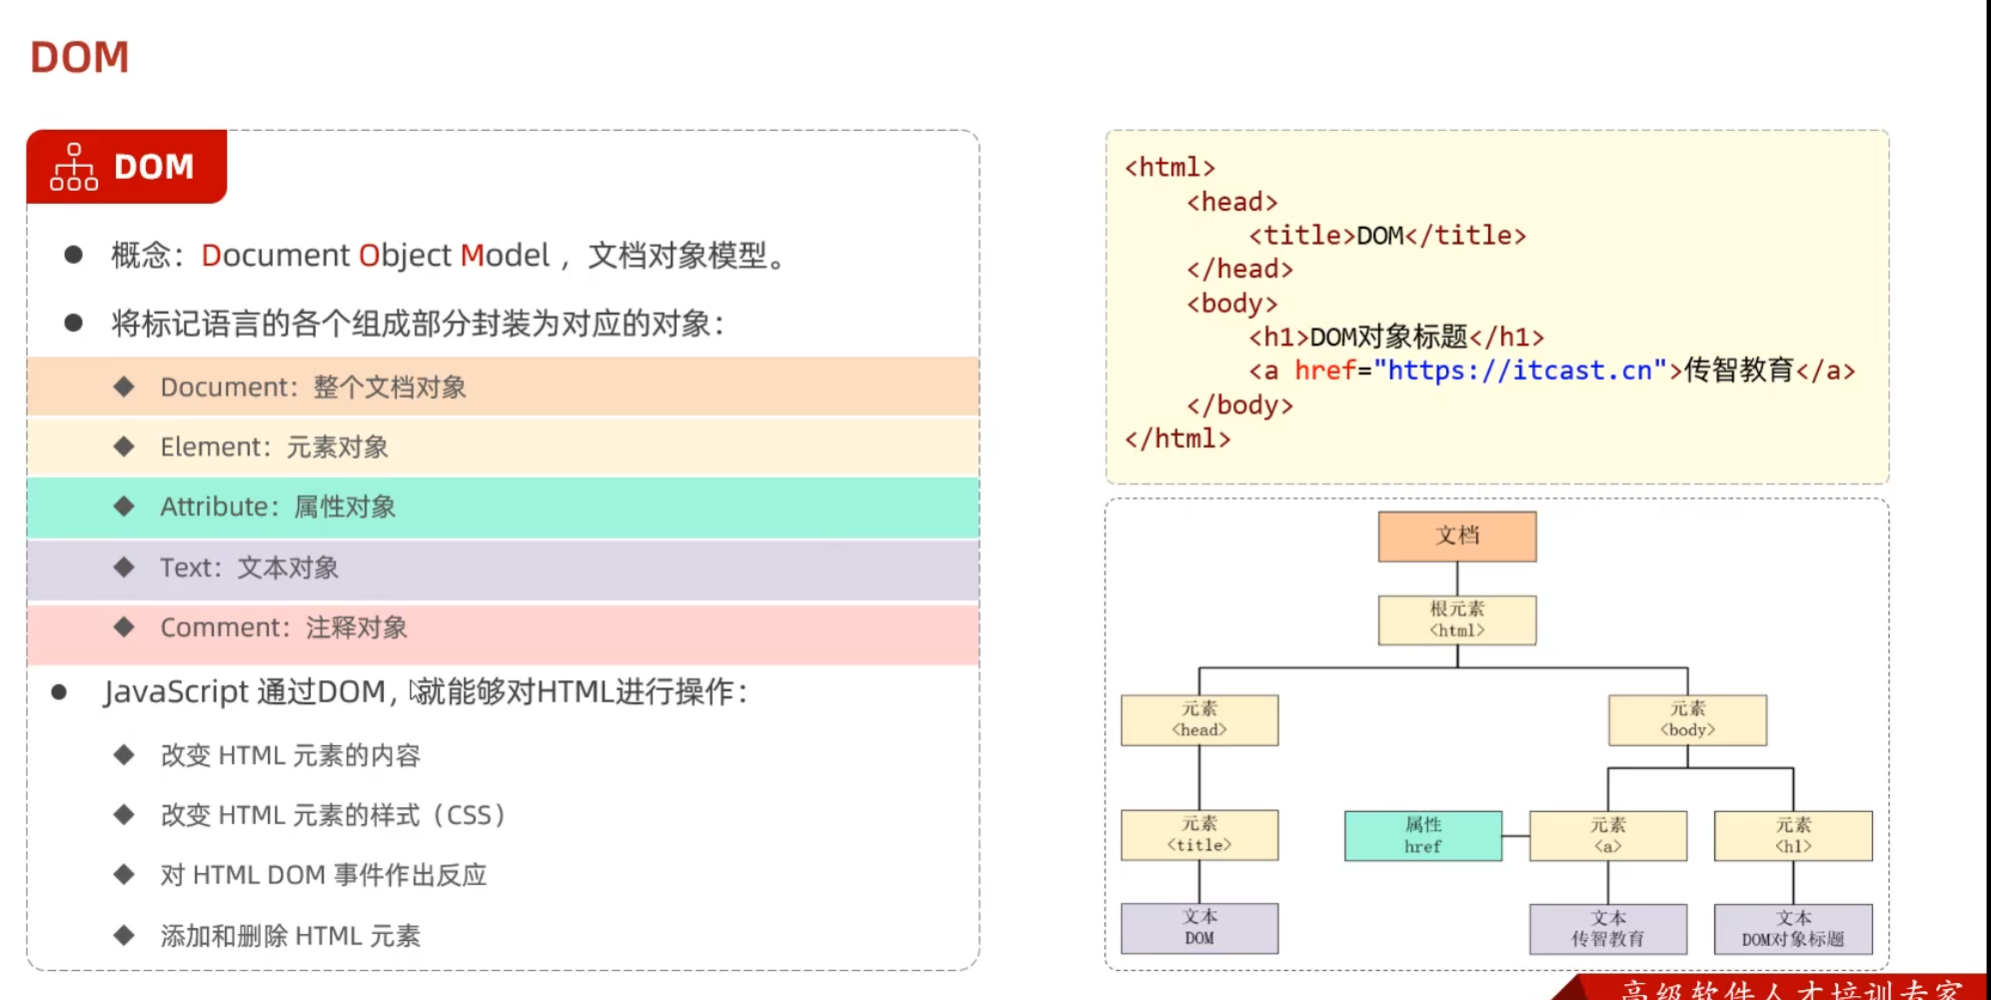 DOM
DOM
概念：Document Object Model ，文档对象模型。
将标记语言的各个组成部分封装为对应的对象：
Document：整个文档对象
Element：元素对象
Attribute：属性对象
Text：文本对象
Comment：注释对象
JavaScript 通过DOM，就能够对HTML进行操作：
改变 HTML 元素的内容
改变 HTML 元素的样式（CSS）
对 HTML DOM 事件作出反应
添加和删除 HTML 元素
<html>
<head>
<title>DOM</title>
</head>
<body>
<h1>DOM对象标题</h1>
<a href="https://itcast.cn">传智教育</a>
</body>
</html>
文档
根元素
<html>
元素
<head>
元素
<body>
元素
<title>
属性
href
元素
<a>
元素
<h1>
文本
DOM
文本
传智教育
文本
DOM对象标题
高级软件人才培训专家